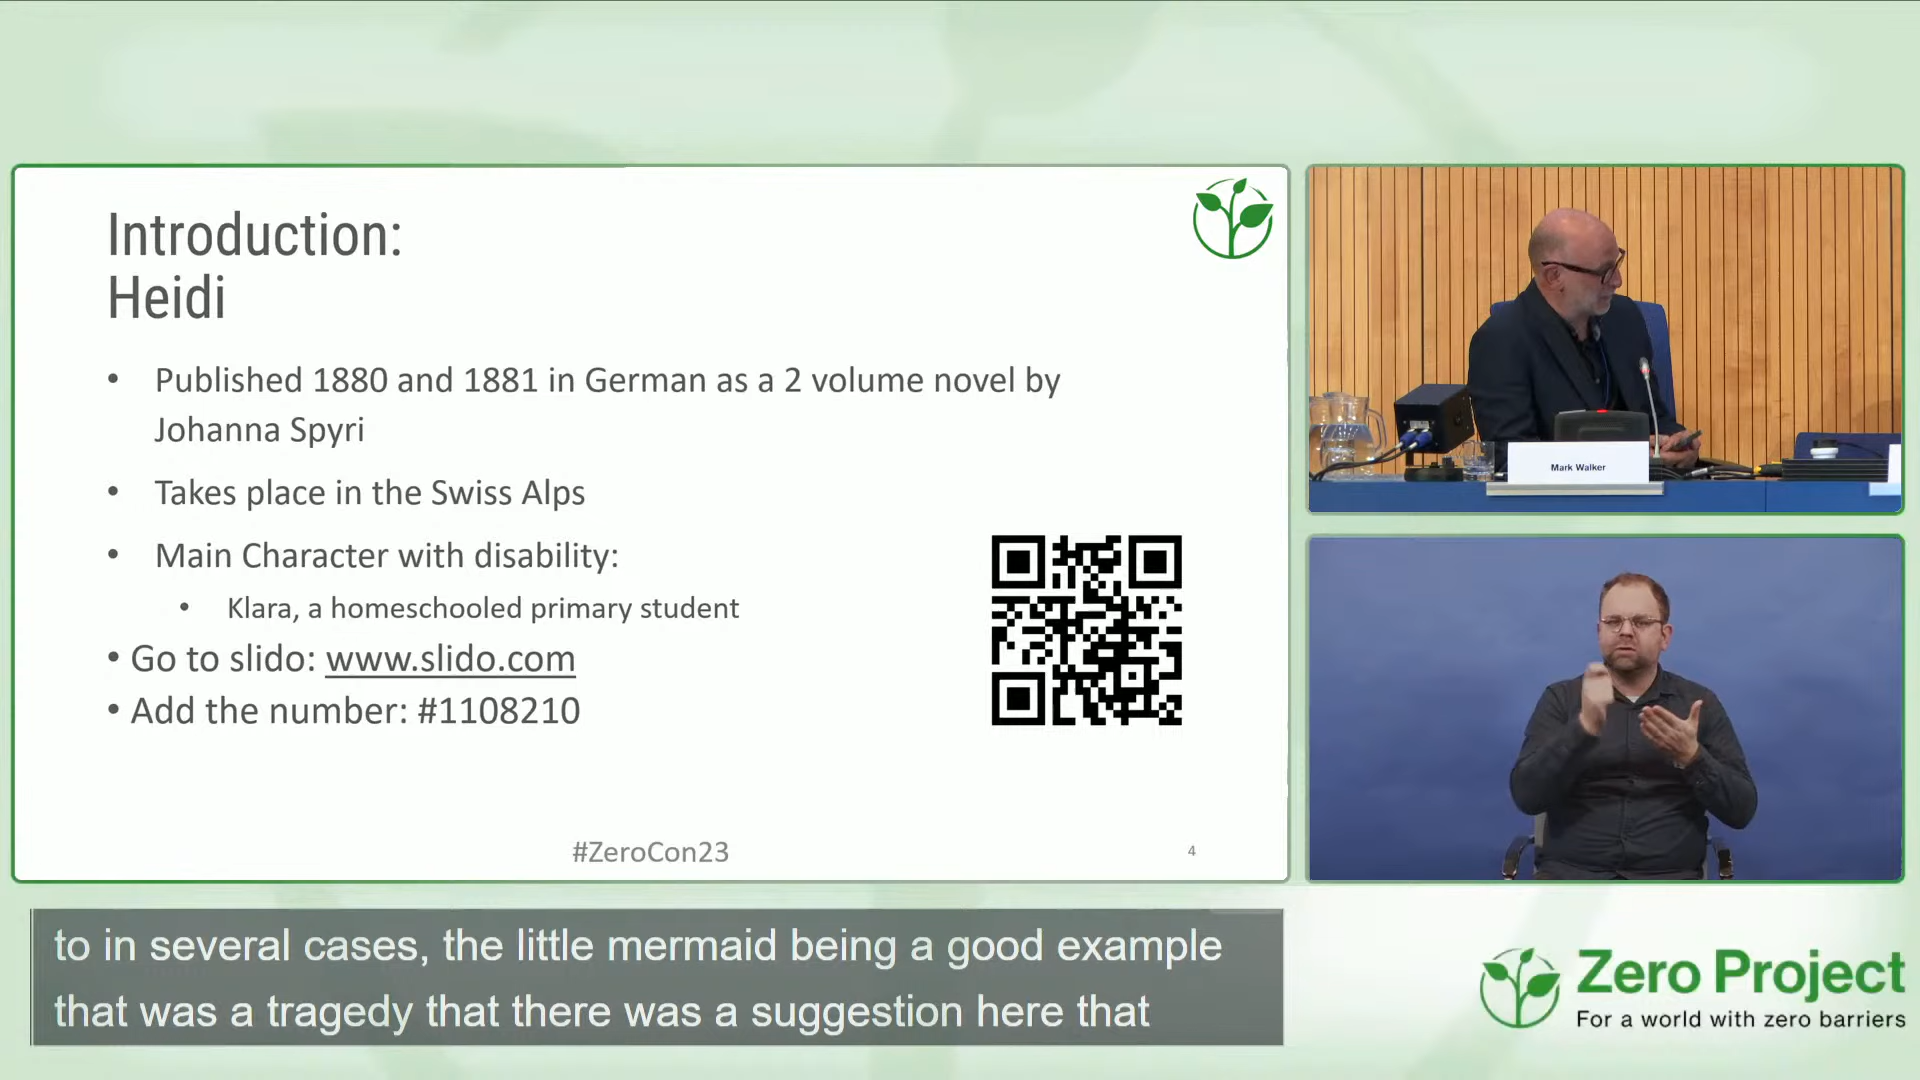 Introduction:
Heidi
• Published 1880 and 1881 in German as a 2 volume novel by
Johanna Spyri
• Takes place in the Swiss Alps
• Main Character with disability:
• Klara, a homeschooled primary student
• Go to slido: www.slido.com
• Add the number: #1108210
#ZeroCon23
4
Mark Walker
to in several cases, the little mermaid being a good example
that was a tragedy that there was a suggestion here that
Zero Project
For a world with zero barriers